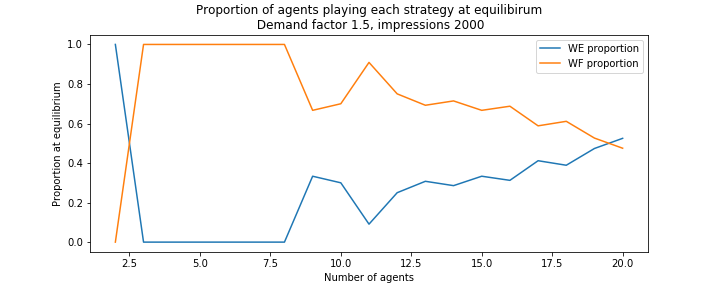 Proportion of agents playing each strategy at equilibirum
Demand factor 1.5, impressions 2000
WE proportion
WF proportion
Proportion at equilibrium
1.0
0.8
0.6
0.4
0.2
0.0
2.5 5.0 7.5 10.0 12.5 15.0 17.5 20.0
Number of agents